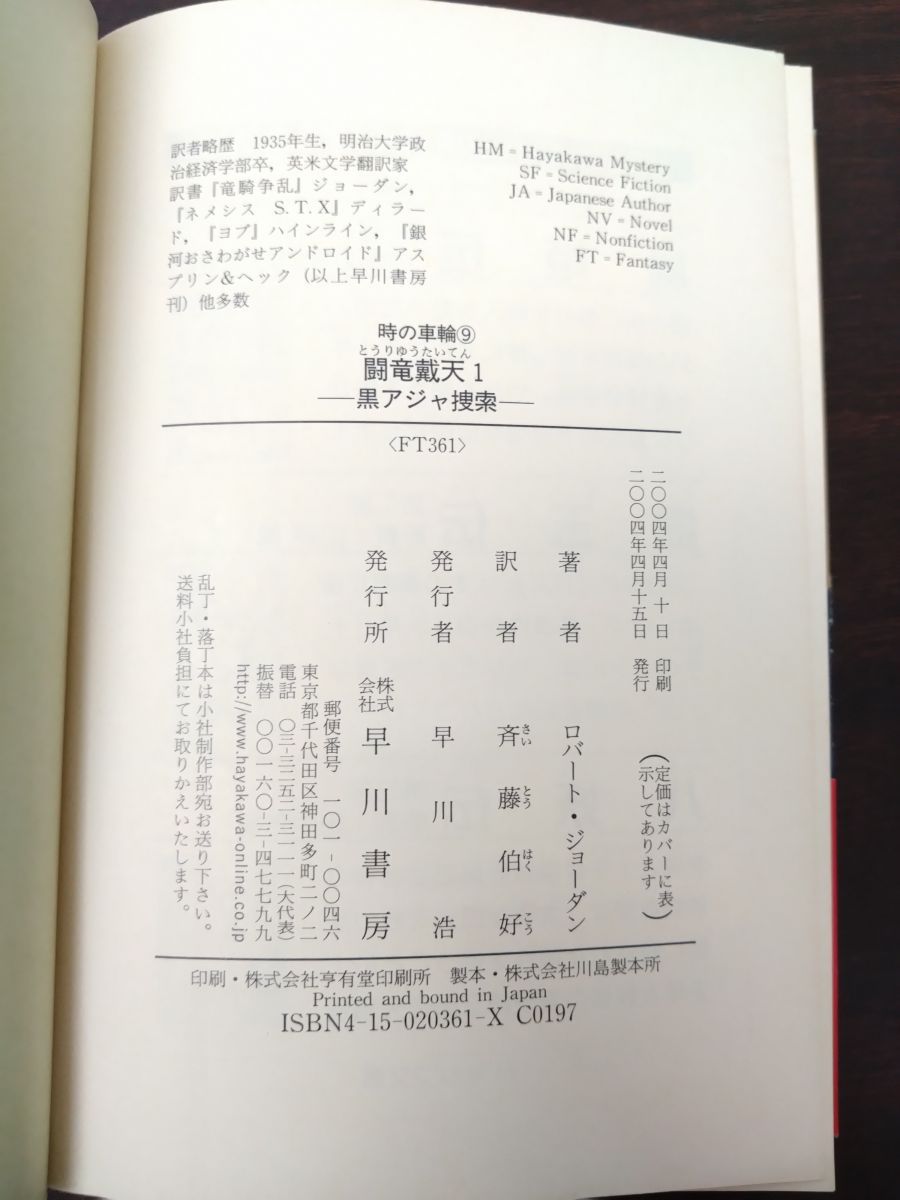 訳者略歴 1935年生,明治大学政
治経済学部卒,英米文学翻訳家
訳書『竜騎争乱』ジョーダン,
『ネメシス S.T.X』ディラー
ド,『ヨブ』ハインライン,『銀
河おさわがせアンドロイド』アス
プリン&ヘック(以上早川書房
刊)他多数
HM = Hayakawa Mystery
SF = Science Fiction
JA = Japanese Author
NV = Novel
NF = Nonfiction
FT = Fantasy
時の車輪⑨
とうりゆうたいてん
闘竜戴天1
―黒アジャ捜索―
〈FT361〉
二〇〇四年四月 十 日 印刷
二〇〇四年四月十五日 発行
(定価はカバーに表
示してあります)
著者 ロバート・ジョーダン
訳者 斉藤伯好
さいとうはくこう
発行者 早川 浩
発行所 株式会社 早川書房
郵便番号 一〇一-〇〇四六
東京都千代田区神田多町二ノ二
電話 〇三-三二五二-三一一一(大代表)
振替 〇〇一六〇-三-四七七九九
http://www.hayakawa-online.co.jp
乱丁・落丁本は小社制作部宛お送り下さい。
送料小社負担にてお取りかえいたします。
印刷・株式会社亨有堂印刷所 製本・株式会社川島製本所
Printed and bound in Japan
ISBN4-15-020361-X C0197